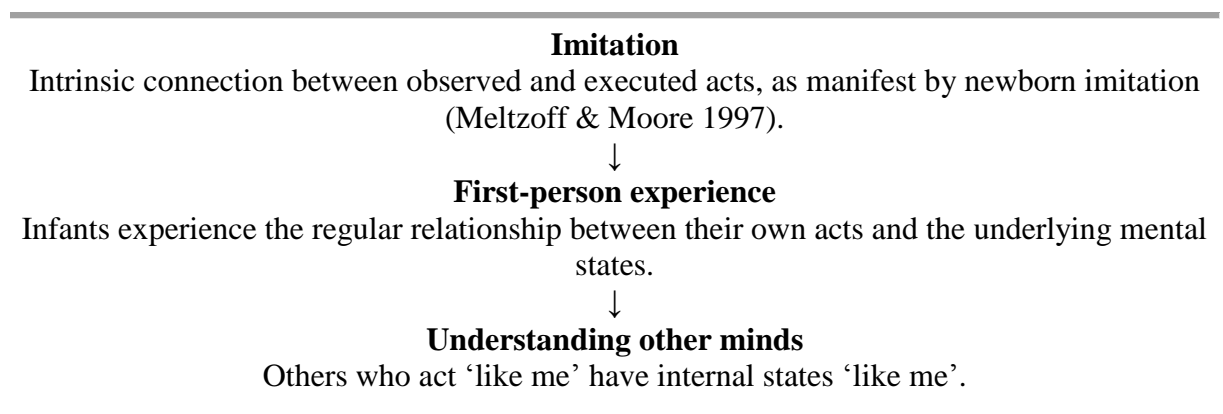 Imitation
Intrinsic connection between observed and executed acts, as manifest by newborn imitation
(Meltzoff & Moore 1997).
↓
First-person experience
Infants experience the regular relationship between their own acts and the underlying mental
states.
↓
Understanding other minds
Others who act ‘like me’ have internal states ‘like me’.